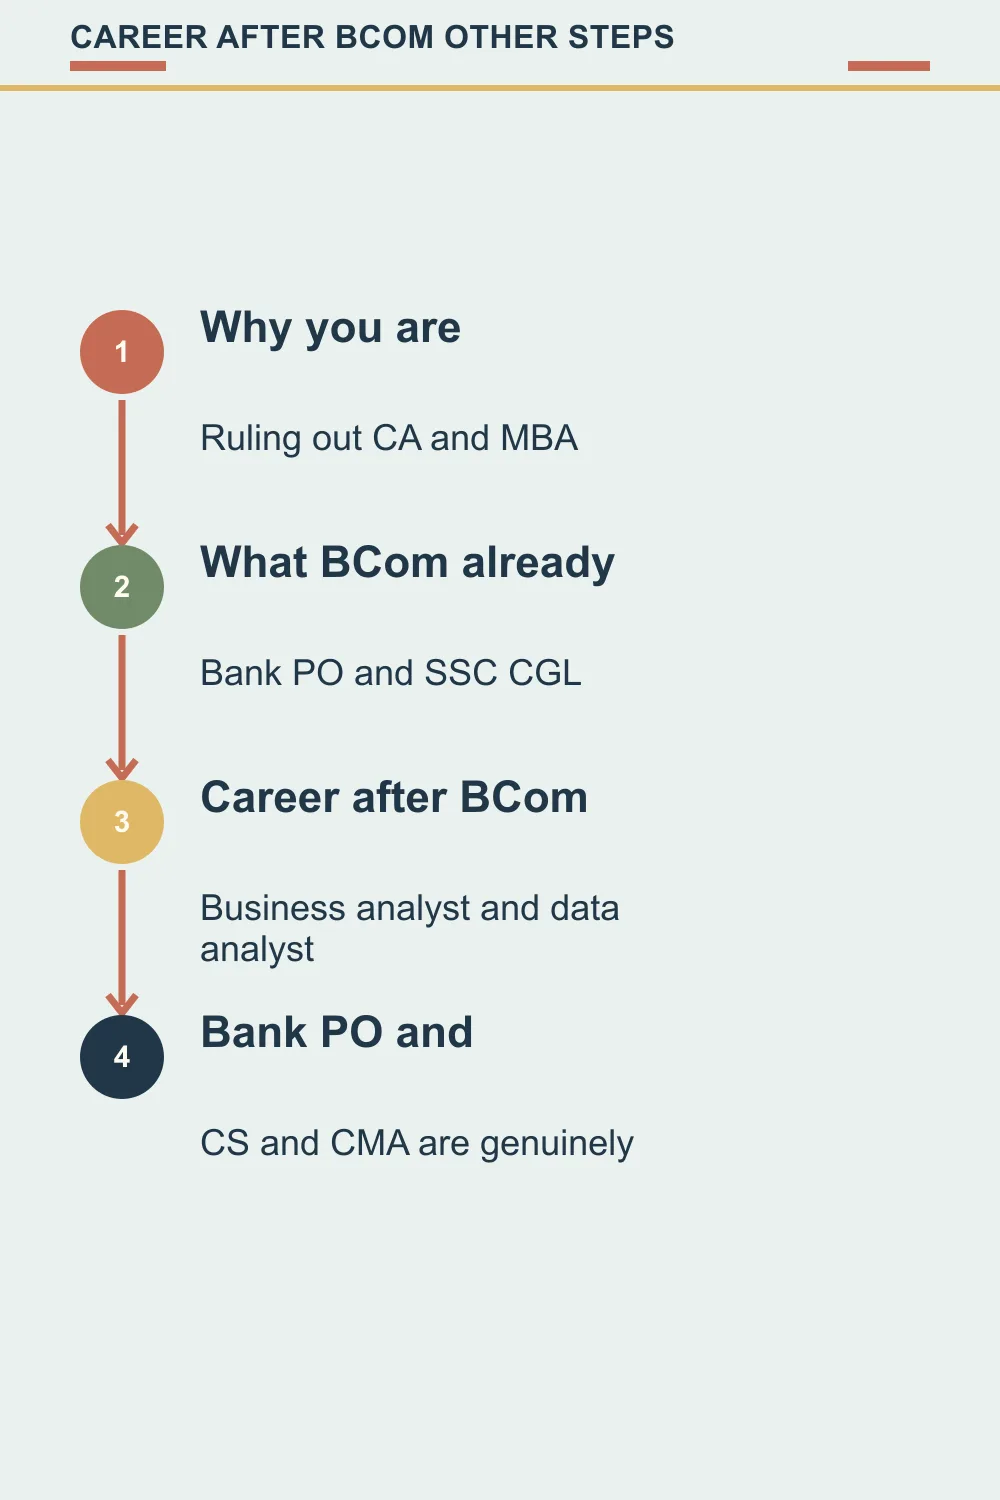 CAREER AFTER BCOM OTHER STEPS
1
Why you are
Ruling out CA and MBA
2
What BCom already
Bank PO and SSC CGL
3
Career after BCom
Business analyst and data
analyst
4
Bank PO and
CS and CMA are genuinely